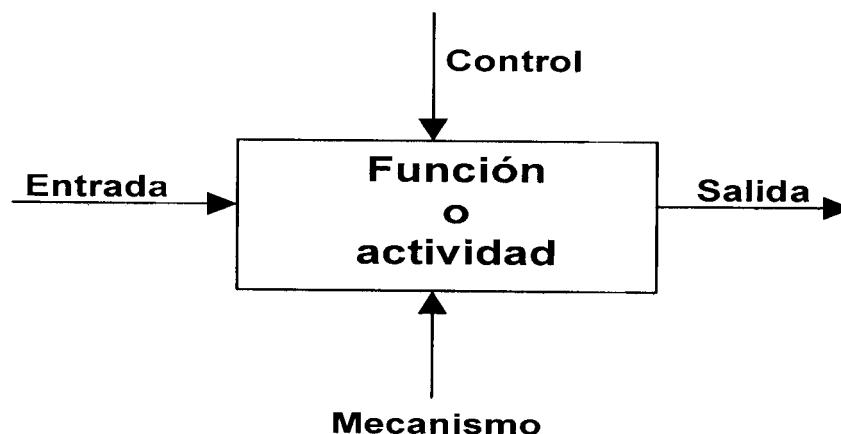 Control
Función
Entrada
Salida
o
actividad
Mecanismo